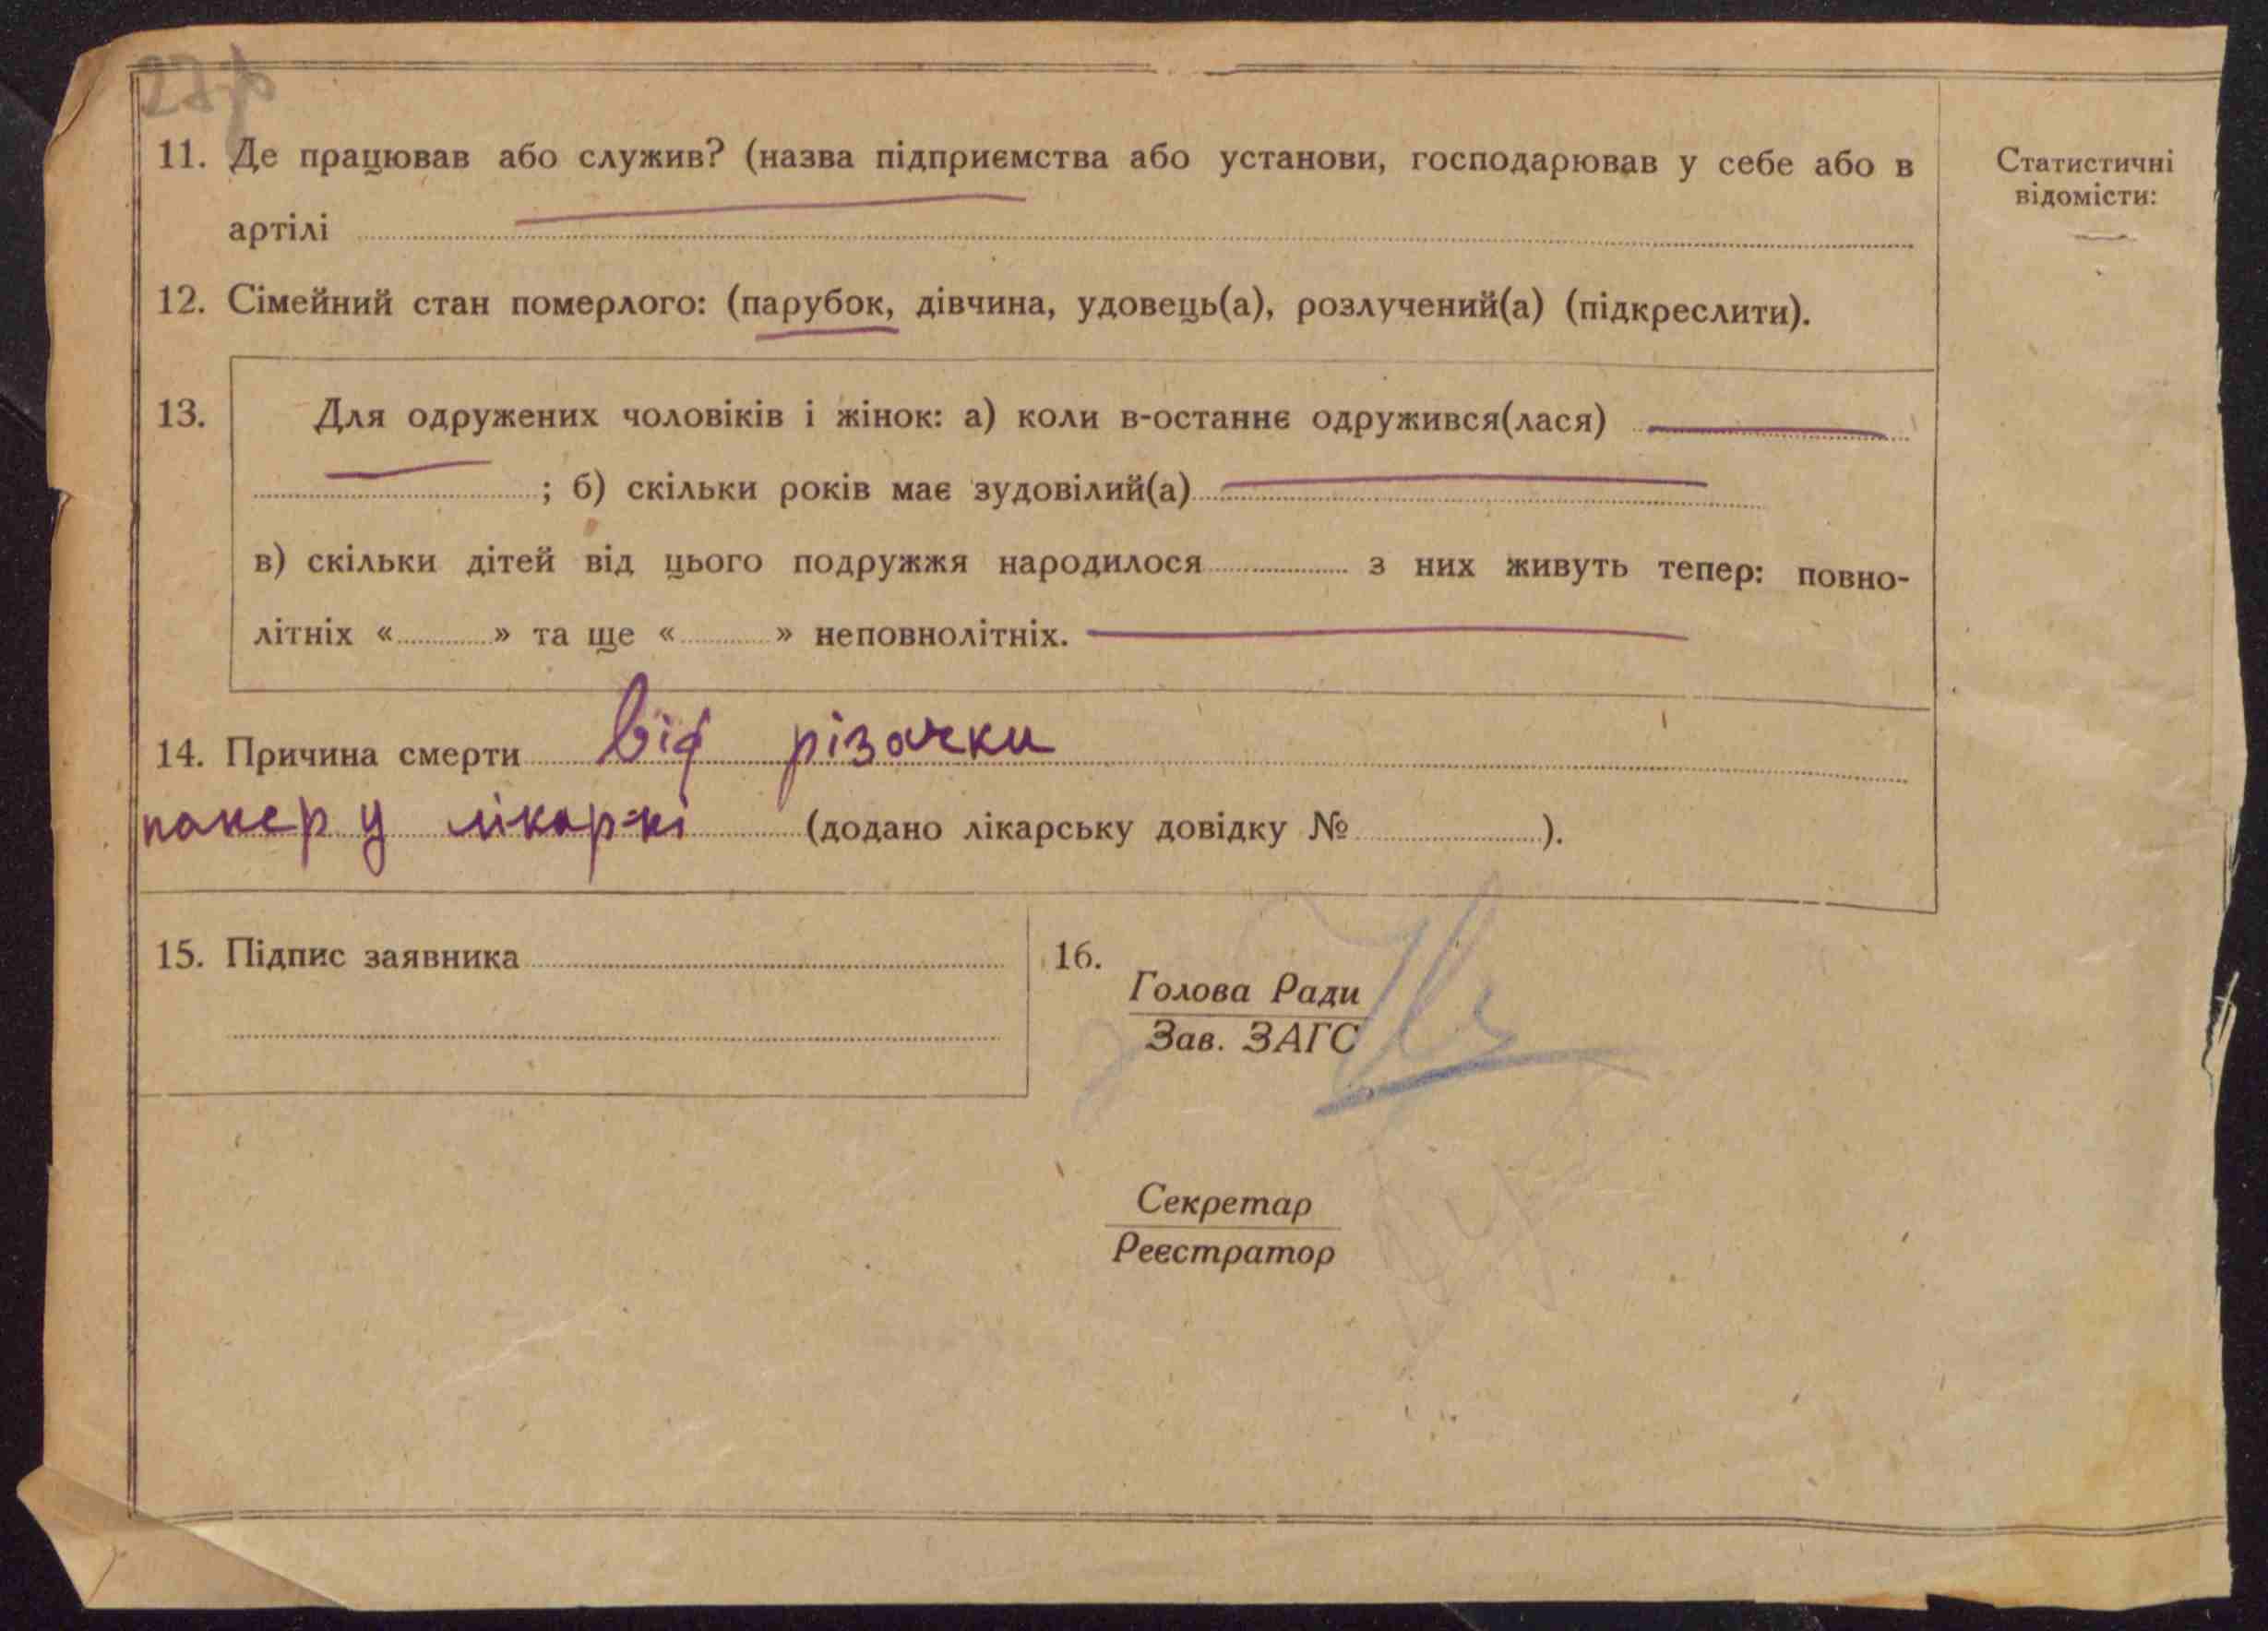 11. Де працював або служив? (назва підприємства або установи, господарював у себе або в
артілі
12. Сімейний стан померлого: (парубок, дівчина, удовець(а), розлучений(а) (підкреслити).
13. Для одружених чоловіків і жінок: а) коли в-останнє одружився(лася)
; б) скільки років має зудовілий(а)
в) скільки дітей від цього подружжя народилося з них живуть тепер: повно-
літніх « » та ще « » неповнолітніх.
14. Причина смерти від різачки
помер у лікар-ні (додано лікарську довідку № ).
15. Підпис заявника
16.
Голова Ради
Зав. ЗАГС
Секретар
Реєстратор
Статистичні
відомісти: